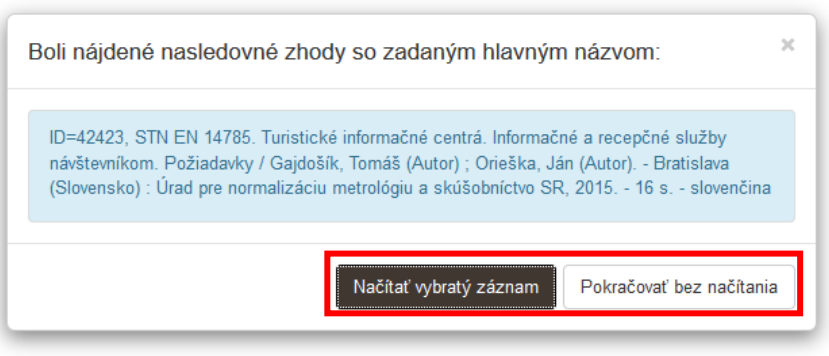 Boli nájdené nasledovné zhody so zadaným hlavným názvom:
×
ID=42423, STN EN 14785. Turistické informačné centrá. Informačné a recepčné služby
návštevníkom. Požiadavky / Gajdošík, Tomáš (Autor) ; Orieška, Ján (Autor). - Bratislava
(Slovensko) : Úrad pre normalizáciu metrológiu a skúšobníctvo SR, 2015. - 16 s. - slovenčina
Načítať vybratý záznam
Pokračovať bez načítania